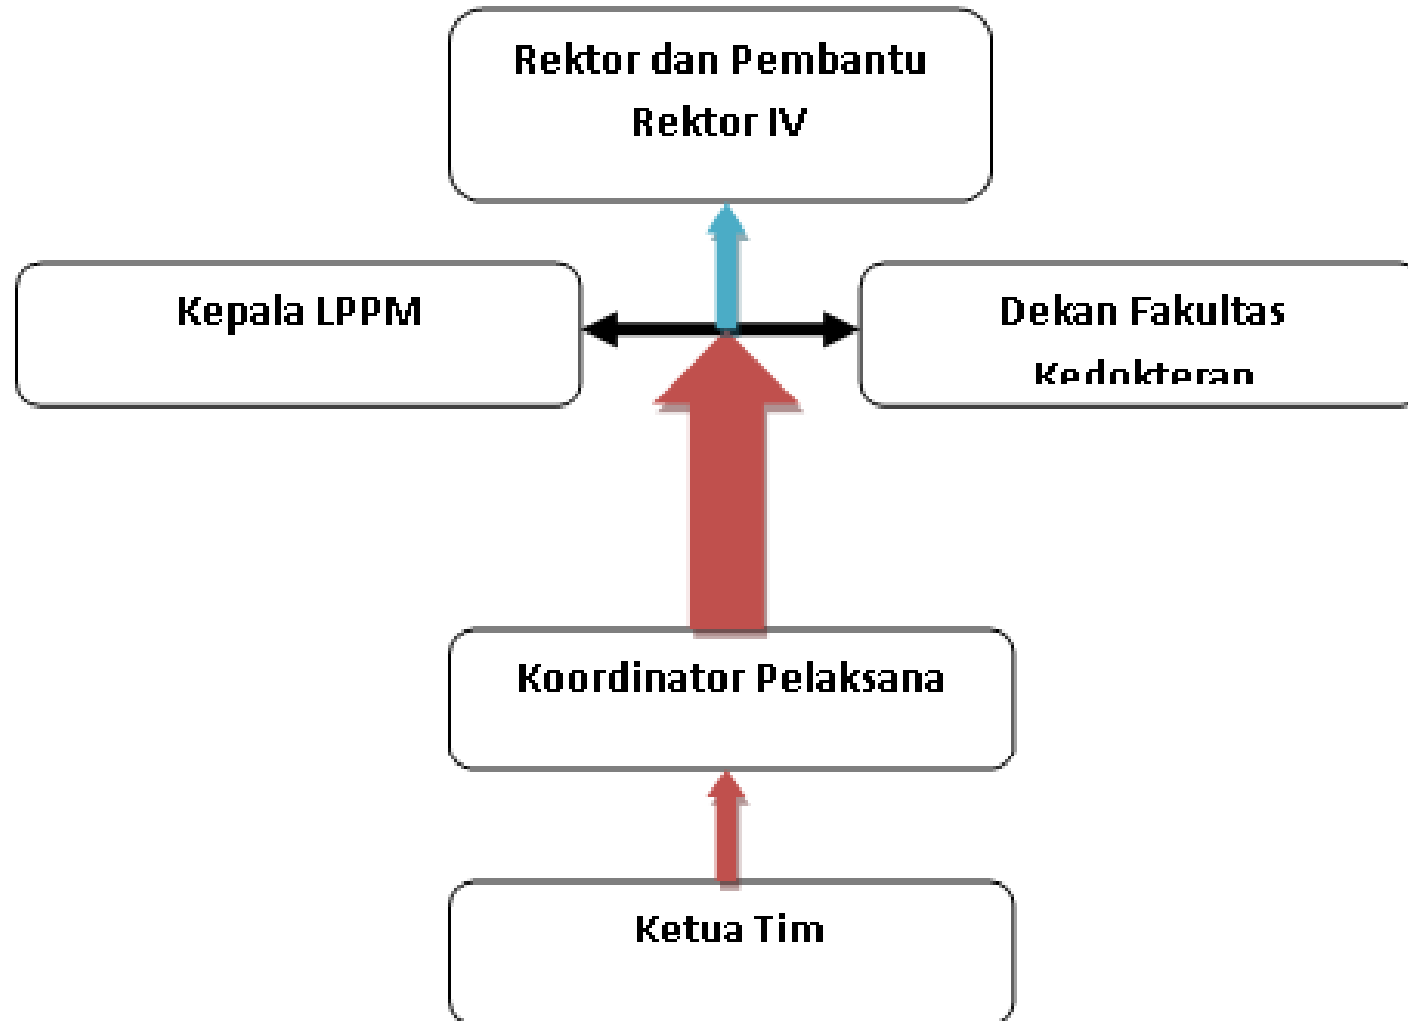 Rektor dan Pembantu
Rektor IV
Kepala LPPM
Dekan Fakultas
Kedokteran
Koordinator Pelaksana
Ketua Tim